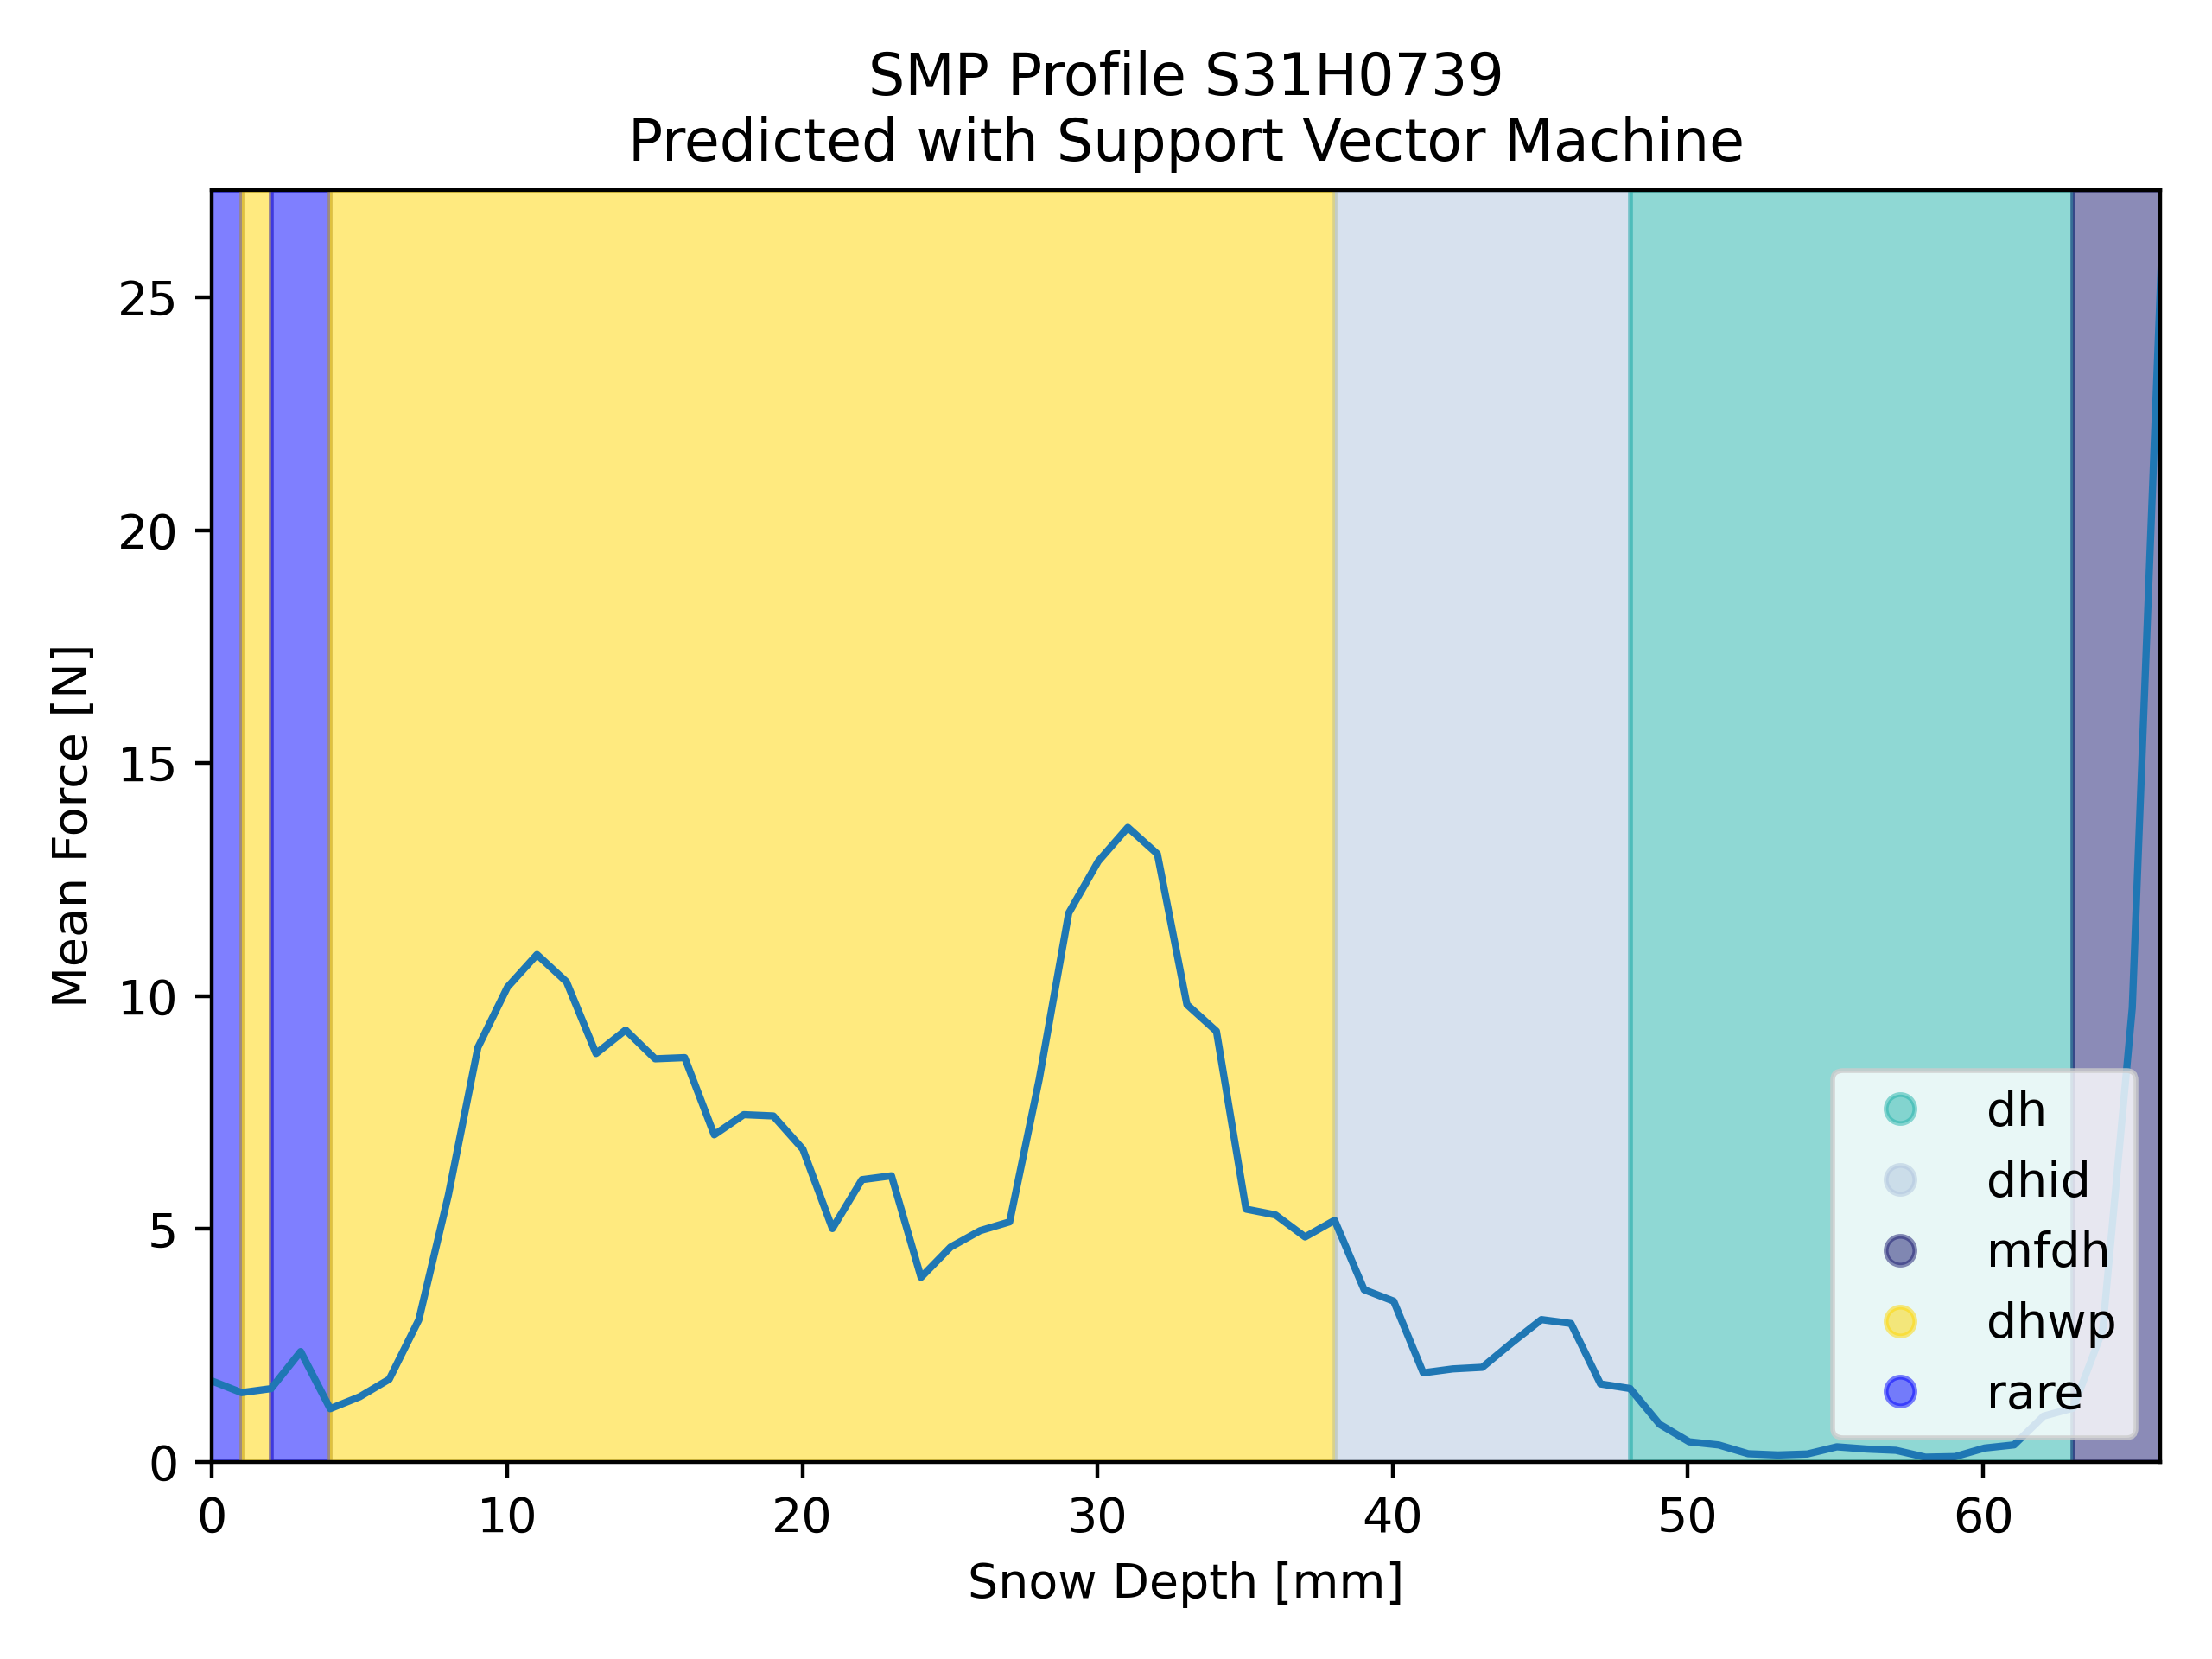 SMP Profile S31H0739
Predicted with Support Vector Machine
Mean Force [N]
25
20
15
10
5
0
0 10 20 30 40 50 60
Snow Depth [mm]
dh
dhid
mfdh
dhwp
rare